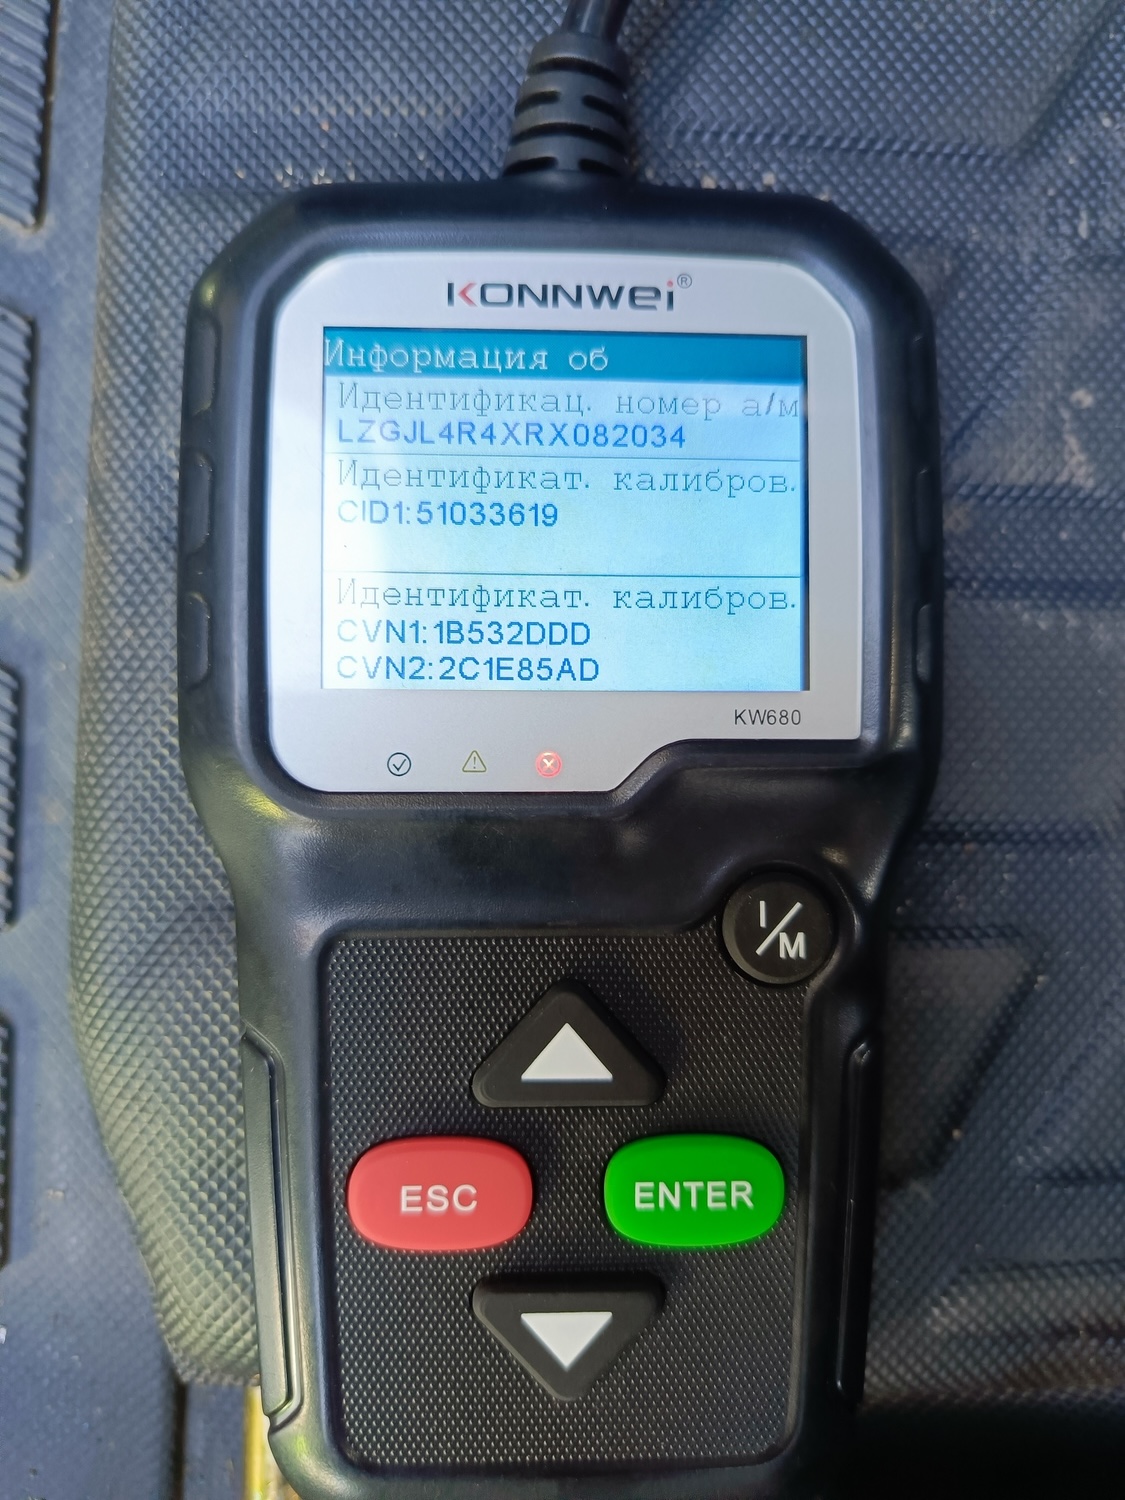 KONNWEi®
Информация об
Идентификац. номер а/м
LZGJL4R4XRX082034
Идентификат. калибров.
CID1:51033619
Идентификат. калибров.
CVN1:1B532DDD
CVN2:2C1E85AD
KW680
I/M
ESC
ENTER